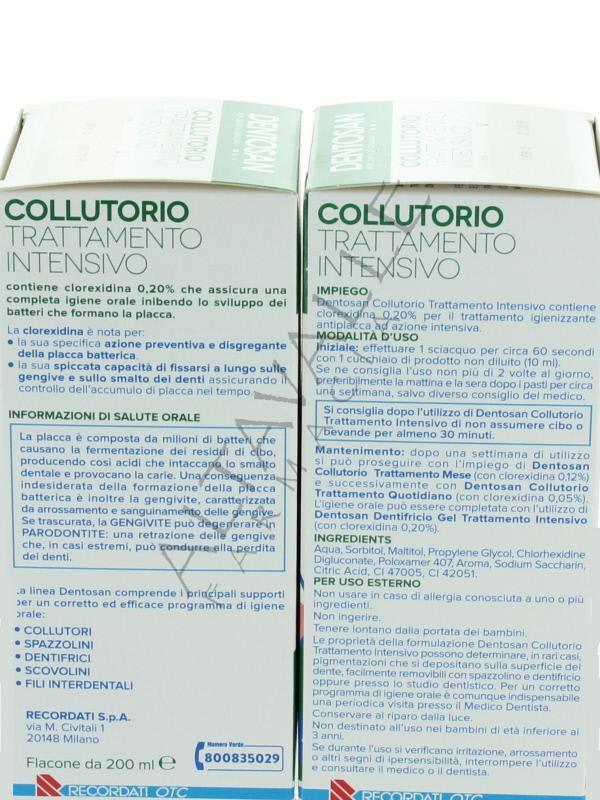 DENTOSAN
COLLUTORIO
TRATTAMENTO
INTENSIVO
COLLUTORIO
TRATTAMENTO
INTENSIVO
contiene clorexidina 0,20% che assicura una
completa igiene orale inibendo lo sviluppo dei
batteri che formano la placca.
La clorexidina è nota per:
• la sua specifica azione preventiva e disgregante
della placca batterica.
• la sua spiccata capacità di fissarsi a lungo sulle
gengive e sullo smalto dei denti assicurando il
controllo dell'accumulo di placca nel tempo.
INFORMAZIONI DI SALUTE ORALE
La placca è composta da milioni di batteri che
causano la fermentazione dei residui di cibo,
producendo così acidi che intaccano lo smalto
dentale e provocano la carie. Una conseguenza
indesiderata della formazione della placca
batterica è inoltre la gengivite, caratterizzata
da arrossamento e sanguinamento delle gengive.
Se trascurata, la GENGIVITE può degenerare in
PARODONTITE: una retrazione delle gengive
che, in casi estremi, può condurre alla perdita
dei denti.
La linea Dentosan comprende i principali supporti
per un corretto ed efficace programma di igiene
orale:
• COLLUTORI
• SPAZZOLINI
• DENTIFRICI
• SCOVOLINI
• FILI INTERDENTALI
RECORDATI S.p.A.
via M. Civitali 1
20148 Milano
Numero Verde
800835029
Flacone da 200 ml e
RECORDATI OTC
DENTOSAN
COLLUTORIO
TRATTAMENTO
INTENSIVO
COLLUTORIO
TRATTAMENTO
INTENSIVO
IMPIEGO
Dentosan Collutorio Trattamento Intensivo contiene
clorexidina 0,20% per il trattamento igienizzante
antiplacca ad azione intensiva.
MODALITÀ D'USO
Iniziale: effettuare 1 sciacquo per circa 60 secondi
con 1 cucchiaio di prodotto non diluito (10 ml).
Se ne consiglia l'uso non più di 2 volte al giorno,
preferibilmente la mattina e la sera dopo i pasti per circa
una settimana, salvo diverso consiglio del medico.
Si consiglia dopo l'utilizzo di Dentosan Collutorio
Trattamento Intensivo di non assumere cibo o
bevande per almeno 30 minuti.
Mantenimento: dopo una settimana di utilizzo
si può proseguire con l'impiego di Dentosan
Collutorio Trattamento Mese (con clorexidina 0,12%)
e successivamente con Dentosan Collutorio
Trattamento Quotidiano (con clorexidina 0,05%).
L'igiene orale può essere completata con l'utilizzo di
Dentosan Dentifricio Gel Trattamento Intensivo
(con clorexidina 0,20%).
INGREDIENTS
Aqua, Sorbitol, Maltitol, Propylene Glycol, Chlorhexidine
Digluconate, Poloxamer 407, Aroma, Sodium Saccharin,
Citric Acid, CI 47005, CI 42051.
PER USO ESTERNO
Non usare in caso di allergia conosciuta a uno o più
ingredienti.
Non ingerire.
Tenere lontano dalla portata dei bambini.
Le proprietà della formulazione Dentosan Collutorio
Trattamento Intensivo possono determinare, in rari casi,
pigmentazioni che si depositano sulla superficie del
dente, facilmente removibili con spazzolino e dentifricio
oppure presso lo studio dentistico. Per un corretto
programma di igiene orale è comunque indispensabile
una periodica visita presso il Medico Dentista.
Conservare al riparo dalla luce.
Non destinato all'uso nei bambini di età inferiore ai
3 anni.
Se durante l'uso si verificano irritazione, arrossamento
o altri segni di ipersensibilità, interrompere l'utilizzo
e consultare il medico o il dentista.
RECORDATI OTC
ALTAVALLE
FARMACIE